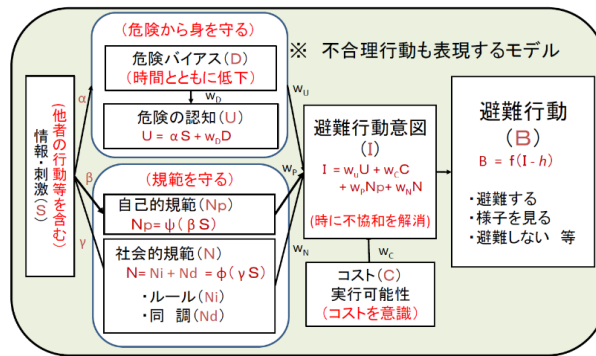 (危険から身を守る)
※ 不合理行動も表現するモデル
危険バイアス(D)
(時間とともに低下)
w_D
危険の認知(U)
U = αS + w_D D
α
w_U
情報・刺激(S)
(他者の行動等を含む)
β
γ
(規範を守る)
自己的規範(Np)
Np=ψ(βS)
社会的規範(N)
N= Ni + Nd = φ(γS)
・ルール(Ni)
・同 調(Nd)
w_P
w_N
避難行動意図
(I)
I = w_U U + w_C C
+ w_P Np + w_N N
(時に不協和を解消)
w_C
コスト(C)
実行可能性
(コストを意識)
避難行動
(B)
B = f(I - h)
・避難する
・様子を見る
・避難しない 等